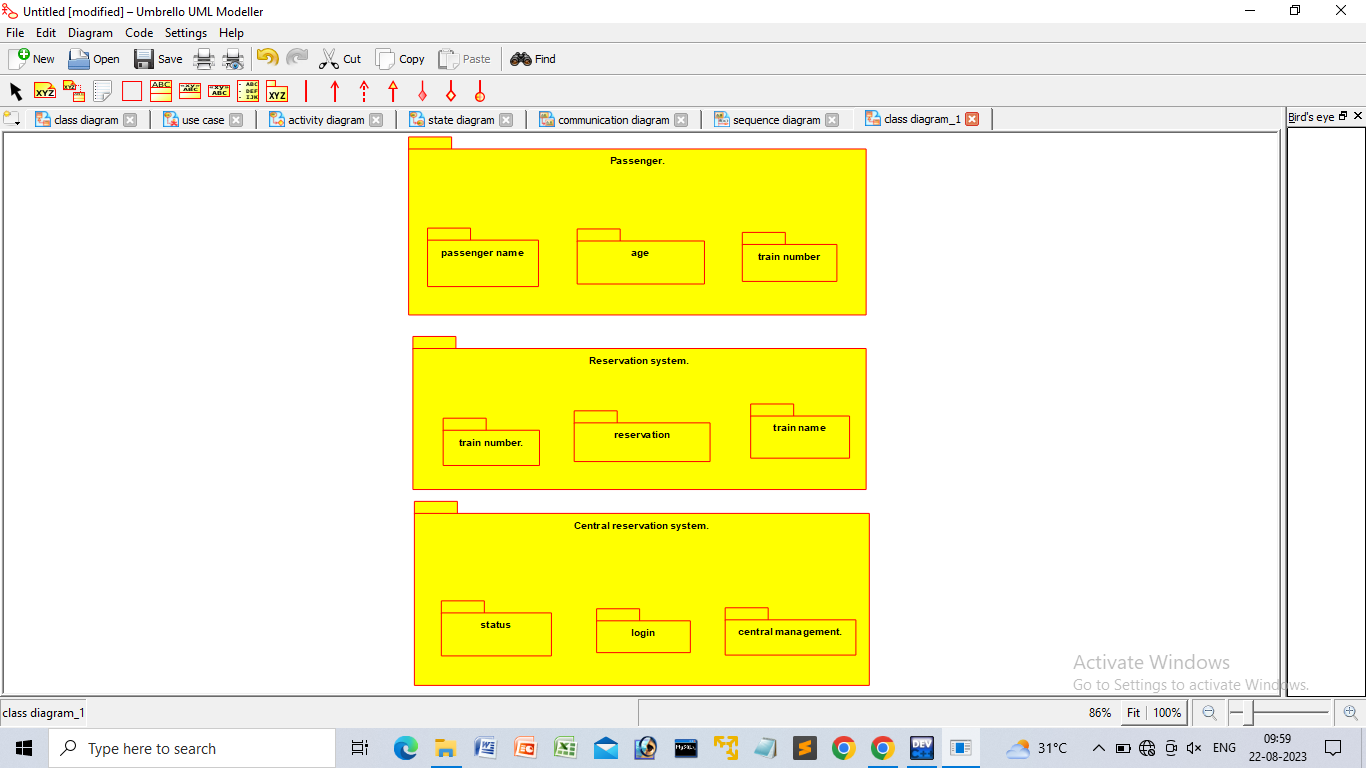 Untitled [modified] – Umbrello UML Modeller
File Edit Diagram Code Settings Help
New Open Save Cut Copy Paste Find
class diagram use case activity diagram state diagram communication diagram sequence diagram class diagram_1 Bird's eye
Passenger.
passenger name age train number
Reservation system.
train number. reservation train name
Central reservation system.
status login central management.
Activate Windows
Go to Settings to activate Windows.
class diagram_1 86% Fit 100%
Type here to search 31°C ENG 09:59
22-08-2023